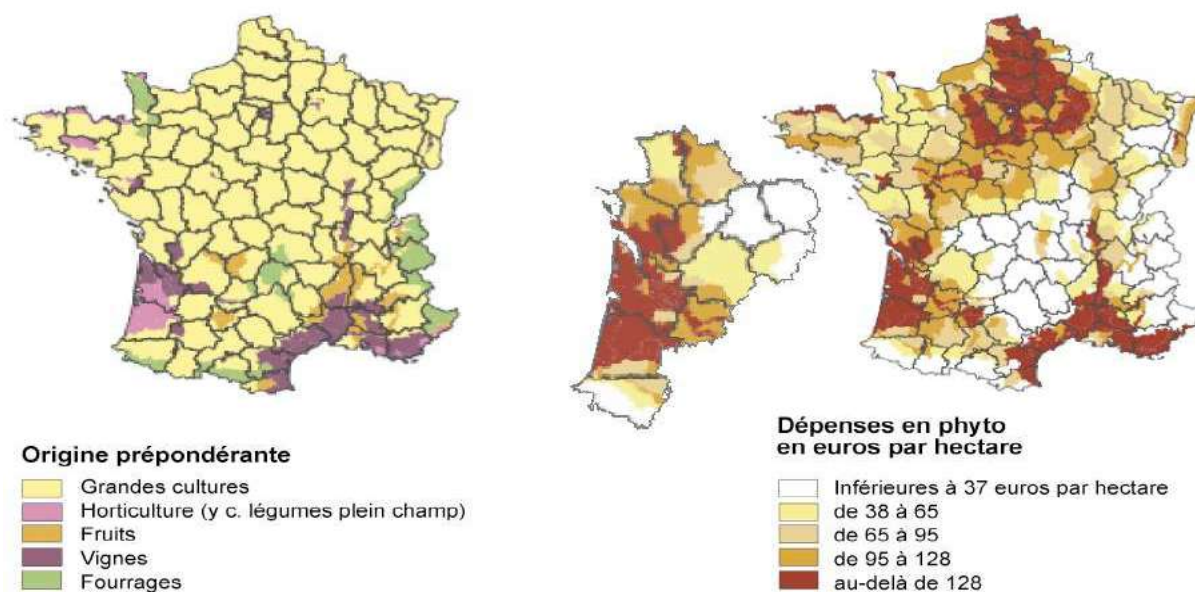 Origine prépondérante
Grandes cultures
Horticulture (y c. légumes plein champ)
Fruits
Vignes
Fourrages
Dépenses en phyto
en euros par hectare
Inférieures à 37 euros par hectare
de 38 à 65
de 65 à 95
de 95 à 128
au-delà de 128